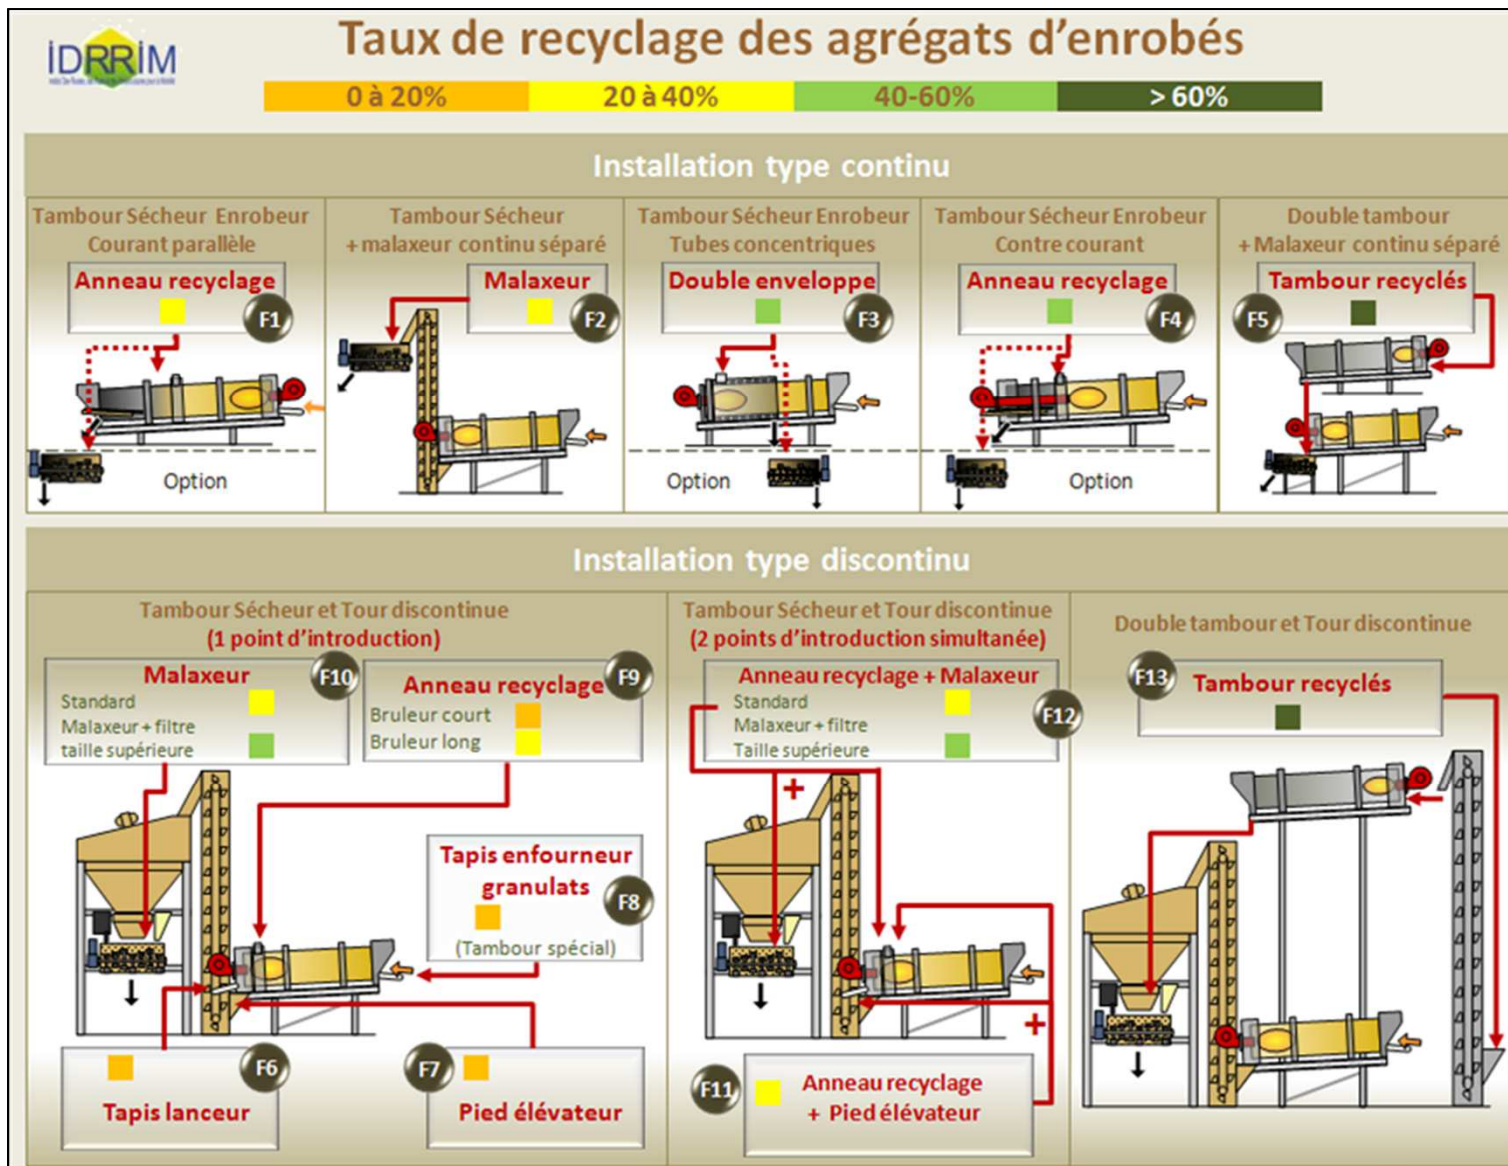 iDRRiM
Taux de recyclage des agrégats d'enrobés
0 à 20%
20 à 40%
40-60%
> 60%
Installation type continu
Tambour Sécheur Enrobeur
Courant parallèle
Anneau recyclage
F1
Option
Tambour Sécheur
+ malaxeur continu séparé
Malaxeur
F2
Tambour Sécheur Enrobeur
Tubes concentriques
Double enveloppe
F3
Option
Tambour Sécheur Enrobeur
Contre courant
Anneau recyclage
F4
Option
Double tambour
+ Malaxeur continu séparé
Tambour recyclés
F5
Installation type discontinu
Tambour Sécheur et Tour discontinue
(1 point d'introduction)
Malaxeur
F10
Standard
Malaxeur + filtre
taille supérieure
Anneau recyclage
F9
Bruleur court
Bruleur long
Tapis enfourneur
granulats
F8
(Tambour spécial)
F6
Tapis lanceur
F7
Pied élévateur
Tambour Sécheur et Tour discontinue
(2 points d'introduction simultanée)
Anneau recyclage + Malaxeur
Standard
F12
Malaxeur + filtre
Taille supérieure
+
+
F11
Anneau recyclage
+ Pied élévateur
Double tambour et Tour discontinue
F13
Tambour recyclés